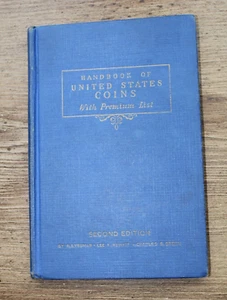 HANDBOOK OF
UNITED STATES
COINS
With Premium List
SECOND EDITION